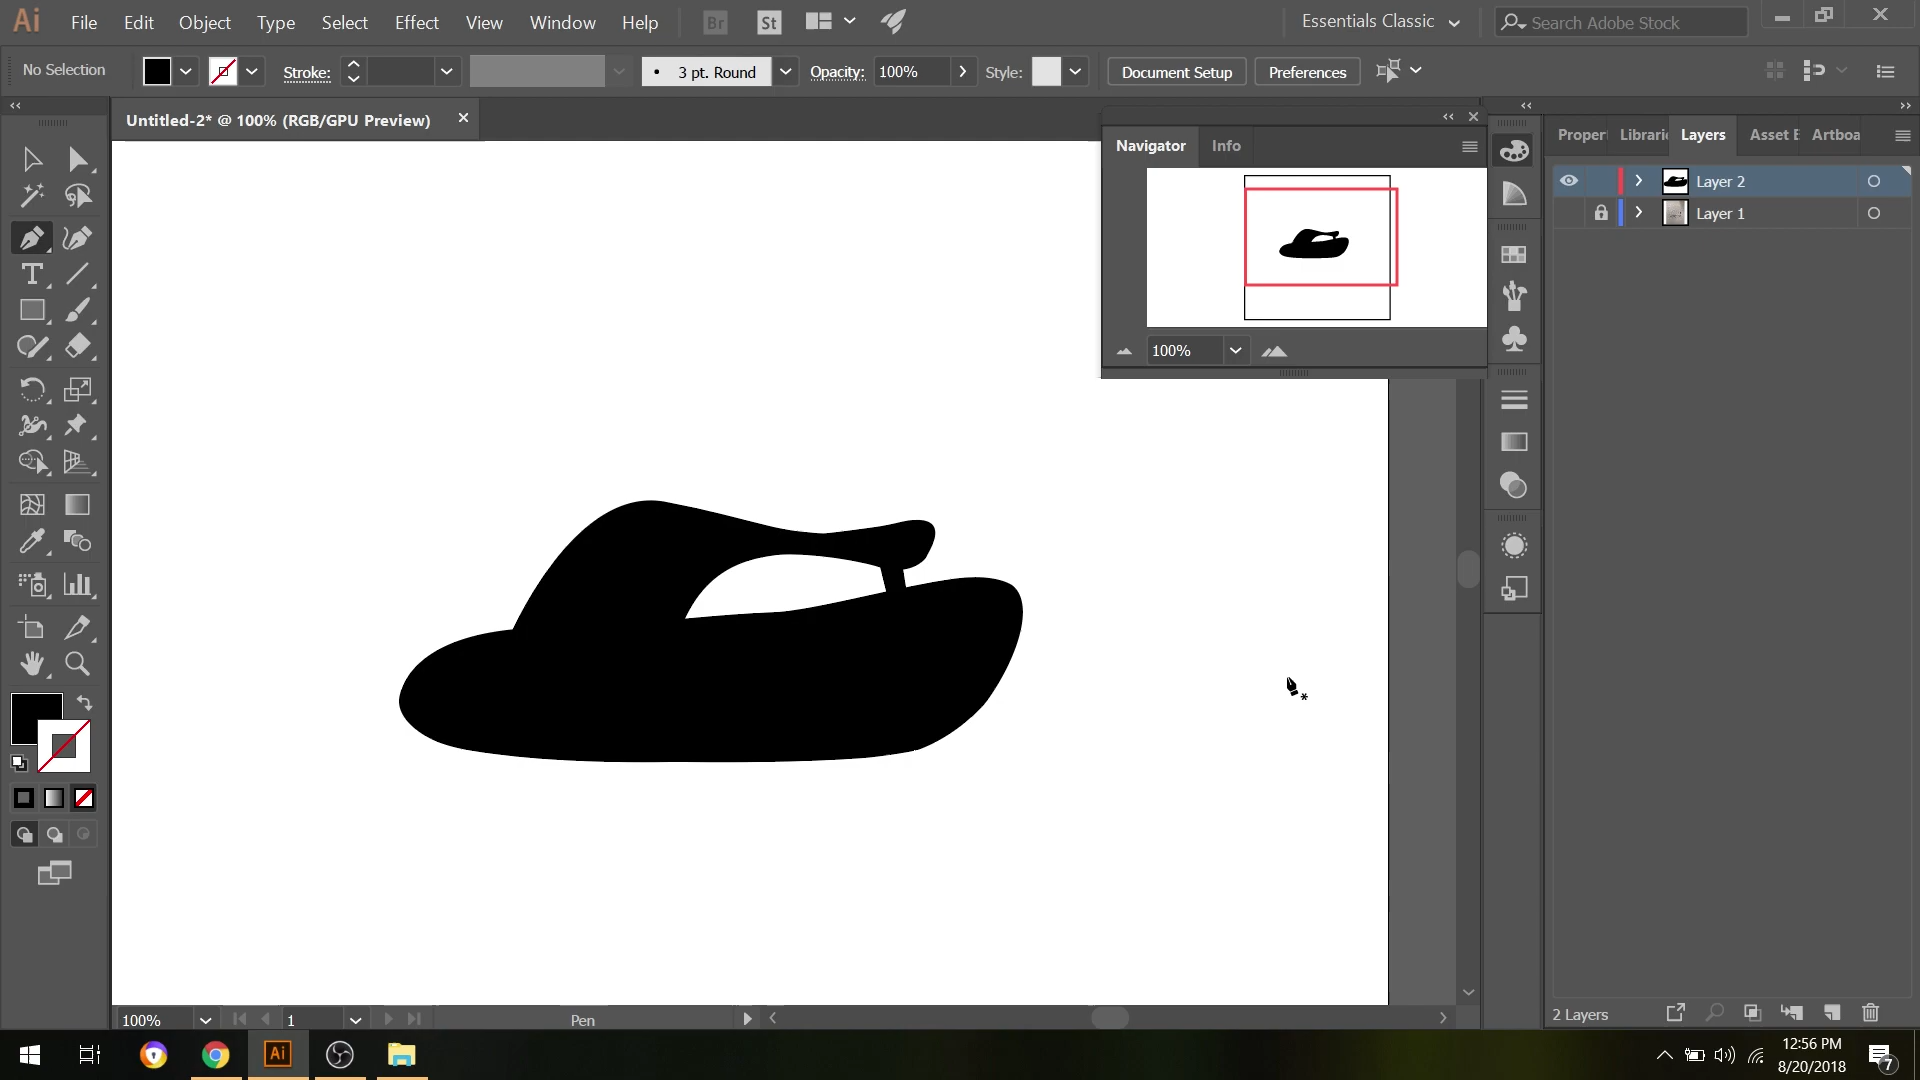 Ai File Edit Object Type Select Effect View Window Help Br St Essentials Classic Search Adobe Stock
No Selection Stroke: 3 pt. Round Opacity: 100% Style: Document Setup Preferences
Untitled-2* @ 100% (RGB/GPU Preview)
Navigator Info
100%
Proper Librari Layers Asset E Artboa
Layer 2
Layer 1
2 Layers
100% 1 Pen
Ai
12:56 PM
8/20/2018
7